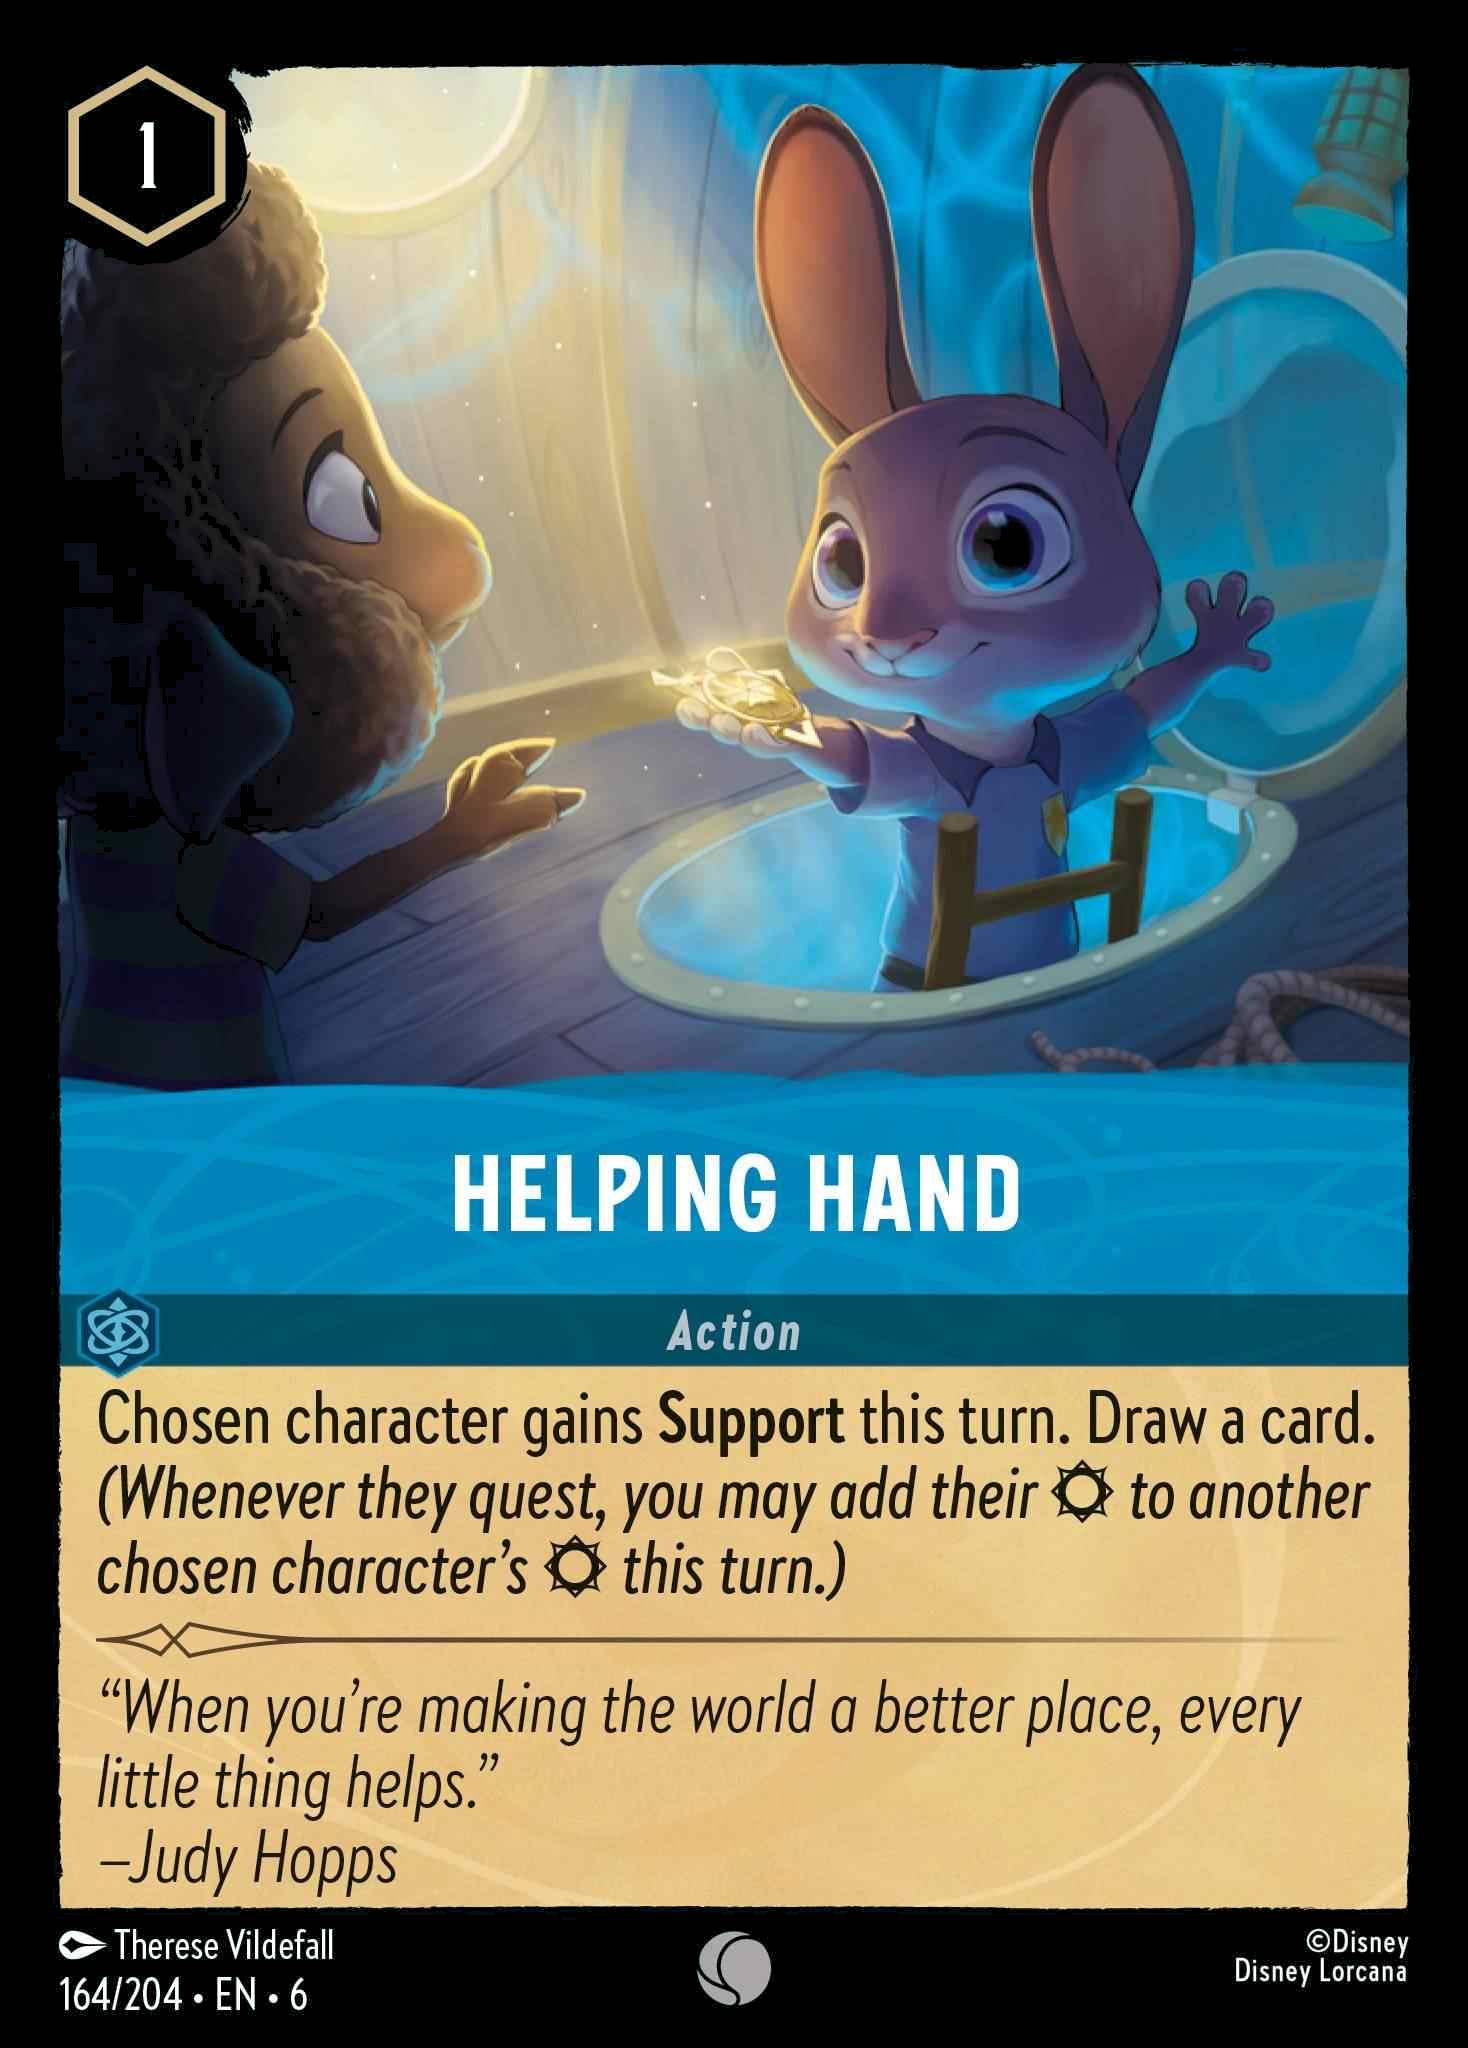 1
HELPING HAND
Action
Chosen character gains Support this turn. Draw a card.
(Whenever they quest, you may add their to another
chosen character’s this turn.)
“When you’re making the world a better place, every
little thing helps.”
–Judy Hopps
Therese Vildefall
164/204 • EN • 6
©Disney
Disney Lorcana